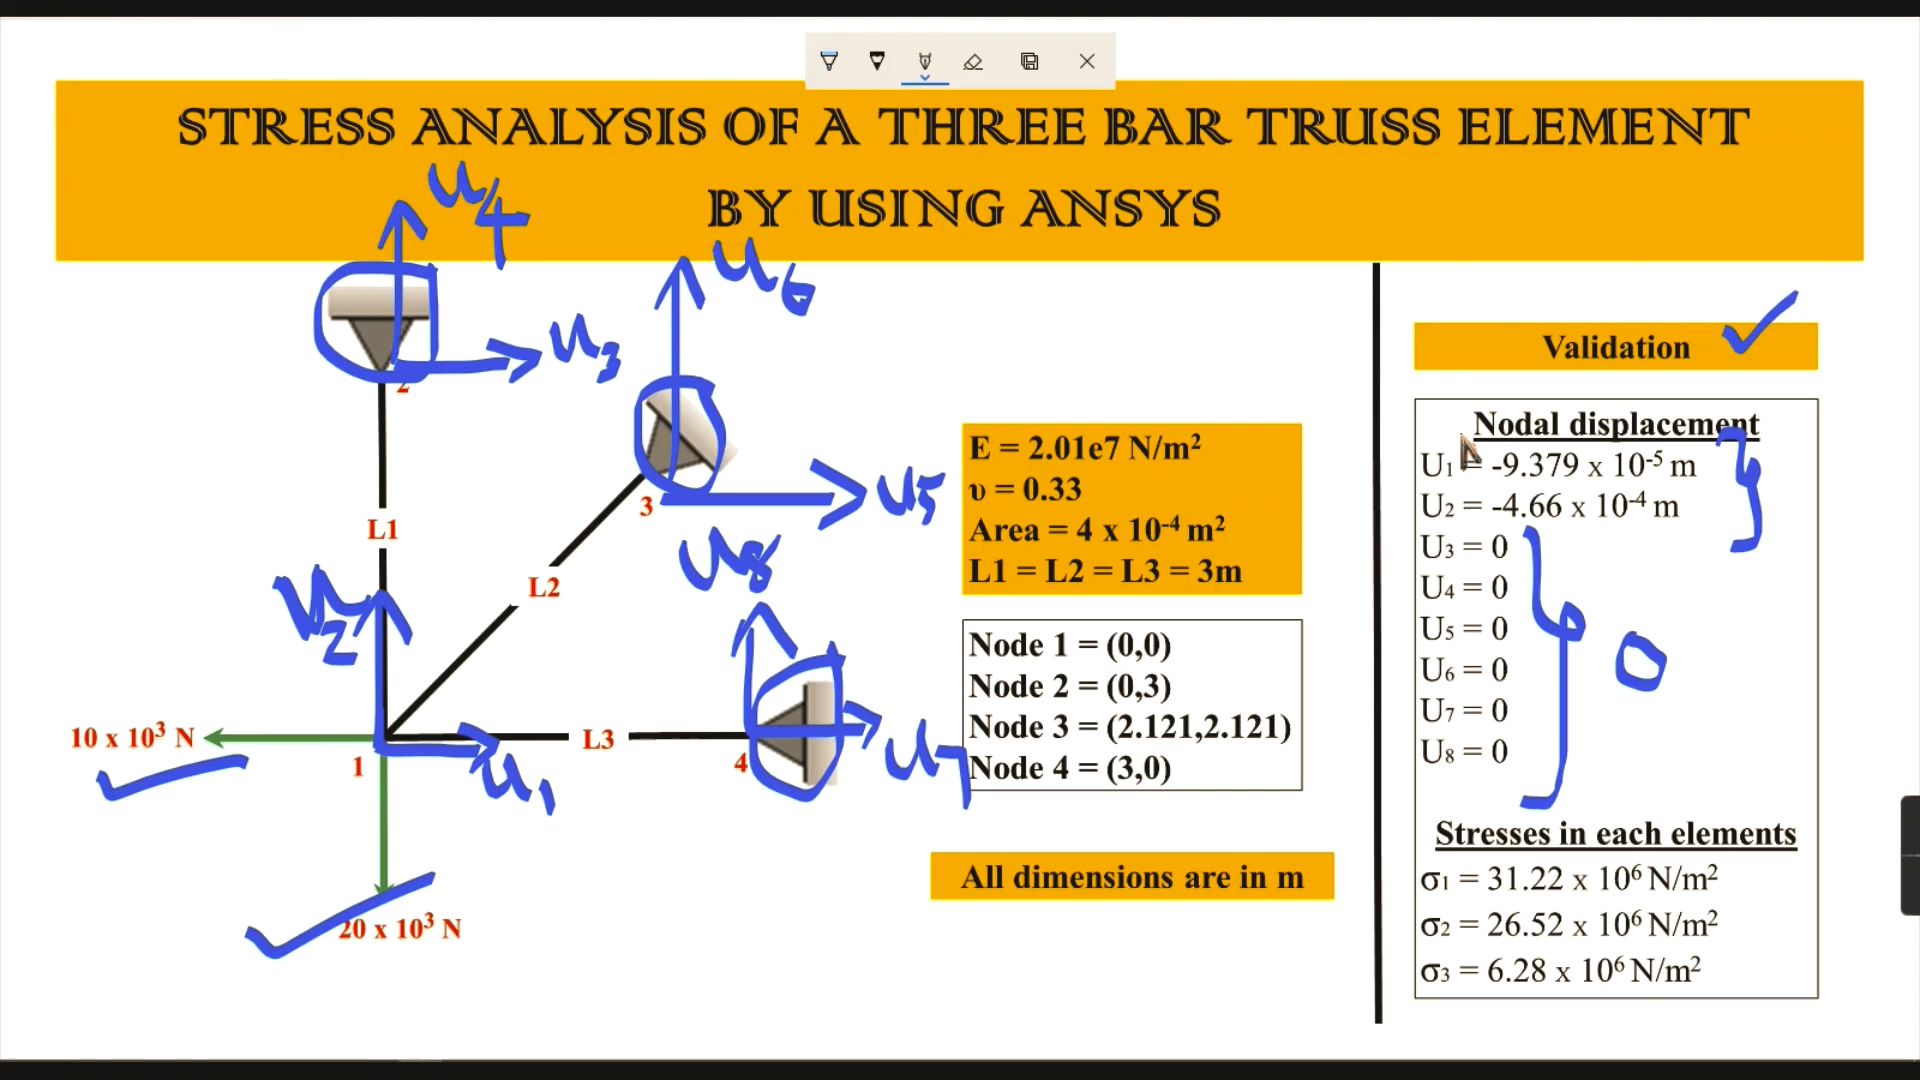 STRESS ANALYSIS OF A THREE BAR TRUSS ELEMENT
BY USING ANSYS
U4
U6
U3
2
U5
3
L1
U8
L2
U2
10 x 10³ N
1
U1
L3
4
U7
20 x 10³ N
E = 2.01e7 N/m²
υ = 0.33
Area = 4 x 10⁻⁴ m²
L1 = L2 = L3 = 3m
Node 1 = (0,0)
Node 2 = (0,3)
Node 3 = (2.121,2.121)
Node 4 = (3,0)
All dimensions are in m
Validation
Nodal displacement
U₁ = -9.379 x 10⁻⁵ m
U₂ = -4.66 x 10⁻⁴ m
U₃ = 0
U₄ = 0
U₅ = 0
U₆ = 0
U₇ = 0
U₈ = 0
0
Stresses in each elements
σ₁ = 31.22 x 10⁶ N/m²
σ₂ = 26.52 x 10⁶ N/m²
σ₃ = 6.28 x 10⁶ N/m²